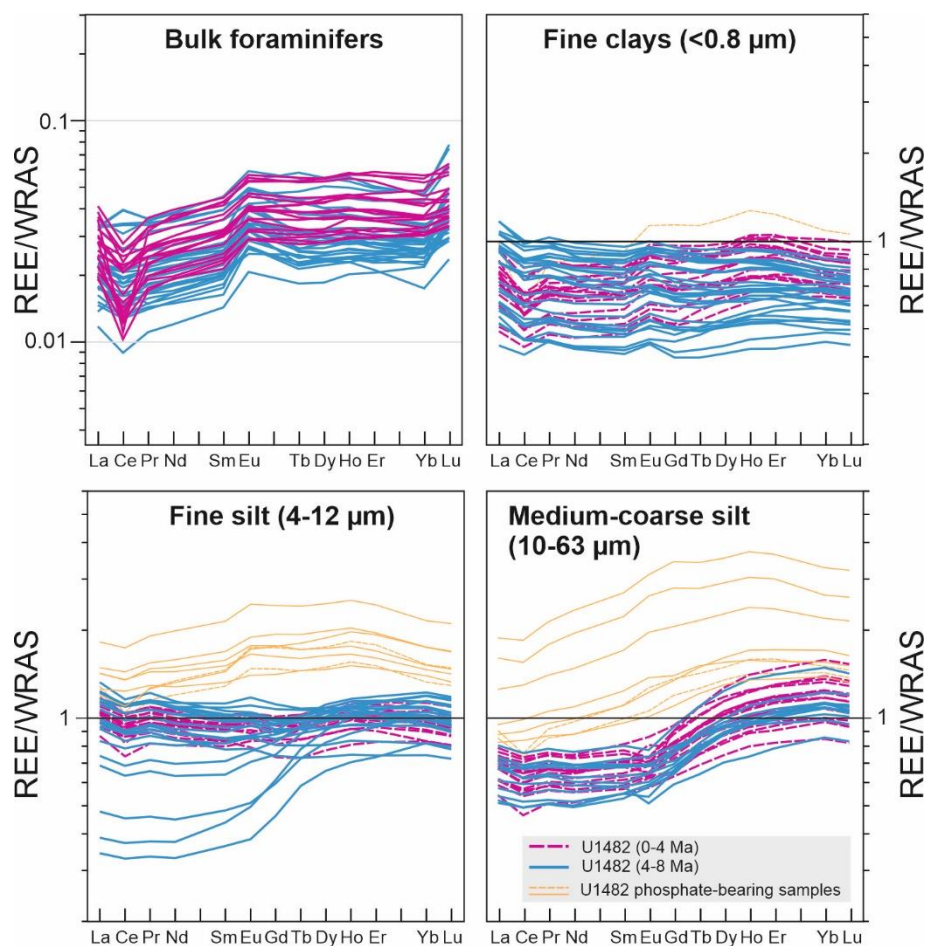 Bulk foraminifers
REE/WRAS
0.1
0.01
La Ce Pr Nd Sm Eu Tb Dy Ho Er Yb Lu
Fine clays (<0.8 µm)
1
REE/WRAS
La Ce Pr Nd Sm Eu Gd Tb Dy Ho Er Yb Lu
Fine silt (4-12 µm)
REE/WRAS
1
La Ce Pr Nd Sm Eu Gd Tb Dy Ho Er Yb Lu
Medium-coarse silt
(10-63 µm)
1
REE/WRAS
U1482 (0-4 Ma)
U1482 (4-8 Ma)
U1482 phosphate-bearing samples
La Ce Pr Nd Sm Eu Gd Tb Dy Ho Er Yb Lu